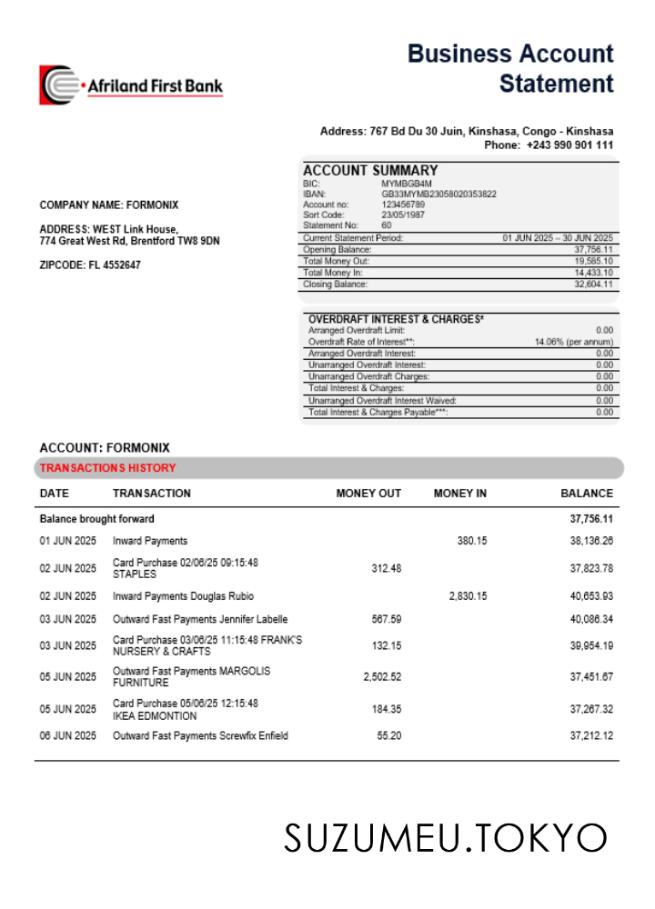 Business Account
Statement
Afriland First Bank
Address: 767 Bd Du 30 Juin, Kinshasa, Congo - Kinshasa
Phone: +243 990 901 111
ACCOUNT SUMMARY
BIC: MYMBGB4M
IBAN: GB33MYMB23058020353822
Account no: 123456789
Sort Code: 23/05/1987
Statement No: 60
Current Statement Period: 01 JUN 2025 – 30 JUN 2025
Opening Balance: 37,756.11
Total Money Out: 19,585.10
Total Money In: 14,433.10
Closing Balance: 32,604.11
COMPANY NAME: FORMONIX
ADDRESS: WEST Link House,
774 Great West Rd, Brentford TW8 9DN
ZIPCODE: FL 4552647
OVERDRAFT INTEREST & CHARGES*
Arranged Overdraft Limit: 0.00
Overdraft Rate of Interest**: 14.06% (per annum)
Arranged Overdraft Interest: 0.00
Unarranged Overdraft Interest: 0.00
Unarranged Overdraft Charges: 0.00
Total Interest & Charges: 0.00
Unarranged Overdraft Interest Waived: 0.00
Total Interest & Charges Payable***: 0.00
ACCOUNT: FORMONIX
TRANSACTIONS HISTORY
DATE TRANSACTION MONEY OUT MONEY IN BALANCE
Balance brought forward 37,756.11
01 JUN 2025 Inward Payments 380.15 38,136.26
02 JUN 2025 Card Purchase 02/06/25 09:15:48
STAPLES 312.48 37,823.78
02 JUN 2025 Inward Payments Douglas Rubio 2,830.15 40,653.93
03 JUN 2025 Outward Fast Payments Jennifer Labelle 567.59 40,086.34
03 JUN 2025 Card Purchase 03/06/25 11:15:48 FRANK'S
NURSERY & CRAFTS 132.15 39,954.19
05 JUN 2025 Outward Fast Payments MARGOLIS
FURNITURE 2,502.52 37,451.67
05 JUN 2025 Card Purchase 05/06/25 12:15:48
IKEA EDMONTION 184.35 37,267.32
06 JUN 2025 Outward Fast Payments Screwfix Enfield 55.20 37,212.12
SUZUMEU.TOKYO